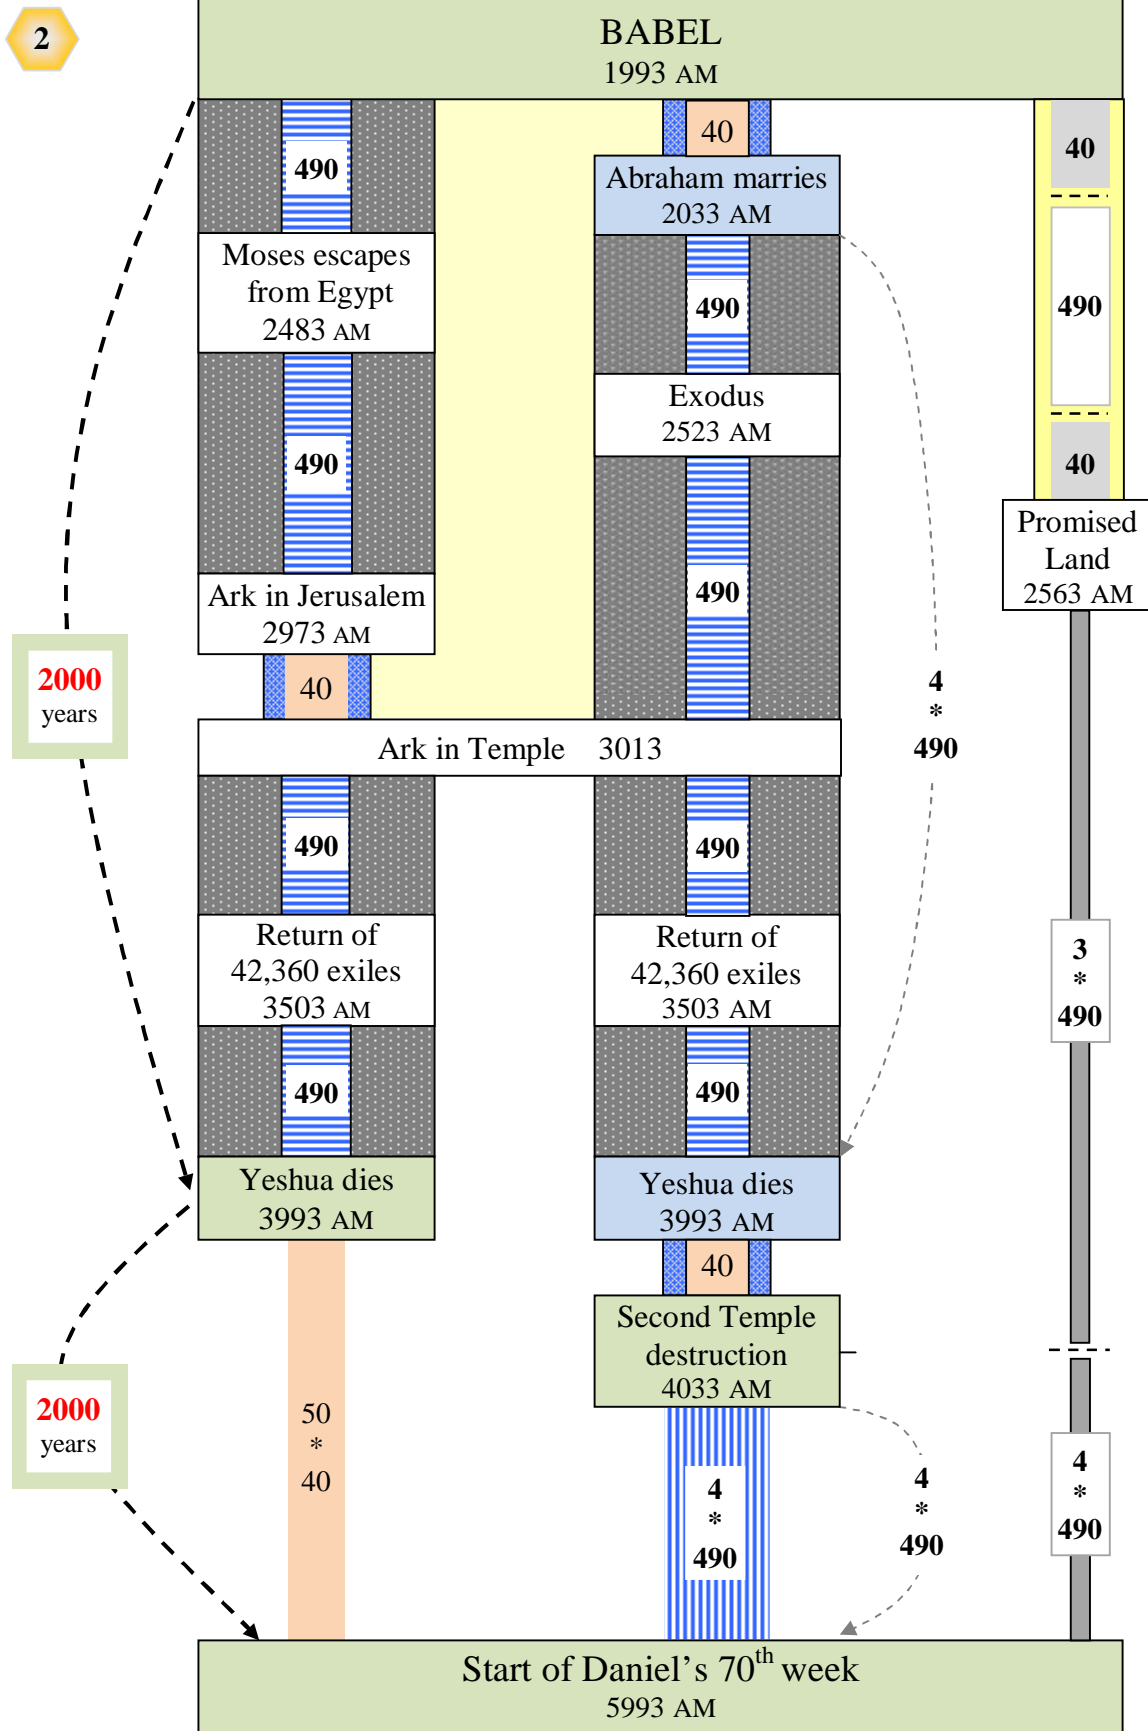 2
BABEL
1993 AM
490
Moses escapes
from Egypt
2483 AM
490
Ark in Jerusalem
2973 AM
40
40
Abraham marries
2033 AM
490
Exodus
2523 AM
490
40
490
40
Promised
Land
2563 AM
2000
years
4
*
490
Ark in Temple 3013
490
Return of
42,360 exiles
3503 AM
490
Yeshua dies
3993 AM
490
Return of
42,360 exiles
3503 AM
490
Yeshua dies
3993 AM
40
Second Temple
destruction
4033 AM
3
*
490
2000
years
50
*
40
4
*
490
4
*
490
4
*
490
Start of Daniel’s 70th week
5993 AM